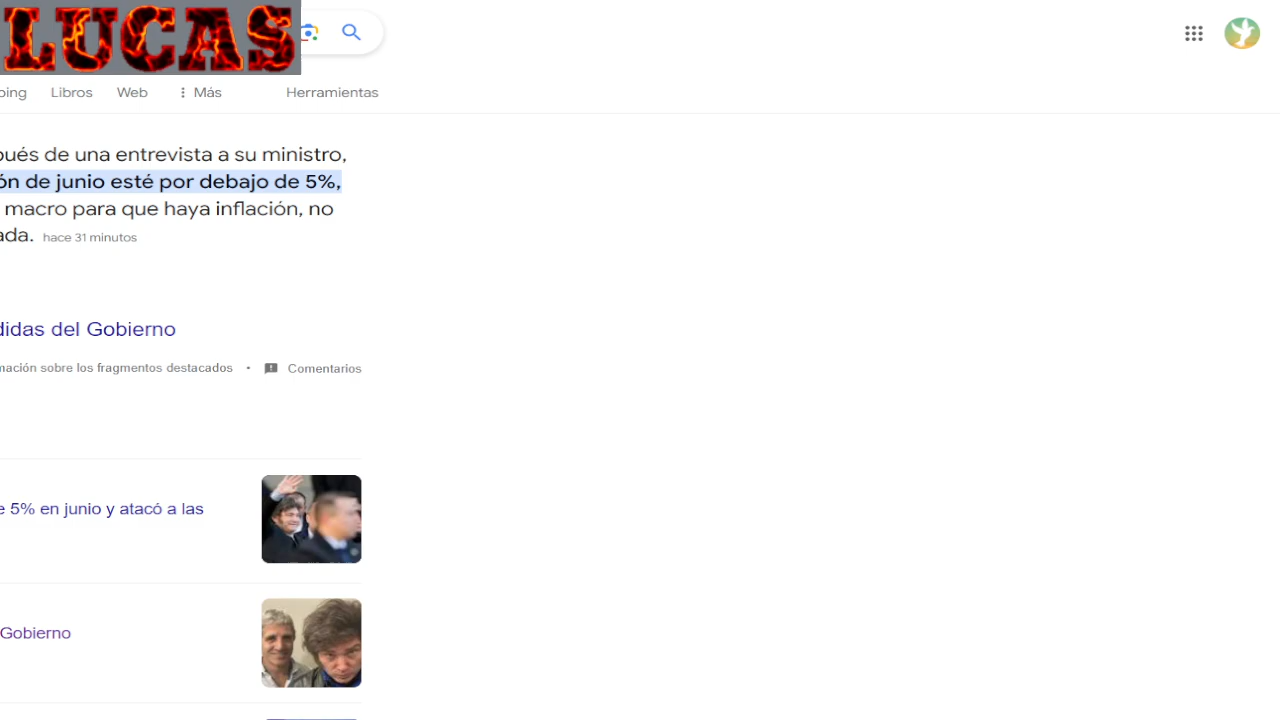 LUCAS
ping Libros Web Más Herramientas
pués de una entrevista a su ministro,
ón de junio esté por debajo de 5%,
macro para que haya inflación, no
ada. hace 31 minutos
didas del Gobierno
mación sobre los fragmentos destacados • Comentarios
e 5% en junio y atacó a las
Gobierno